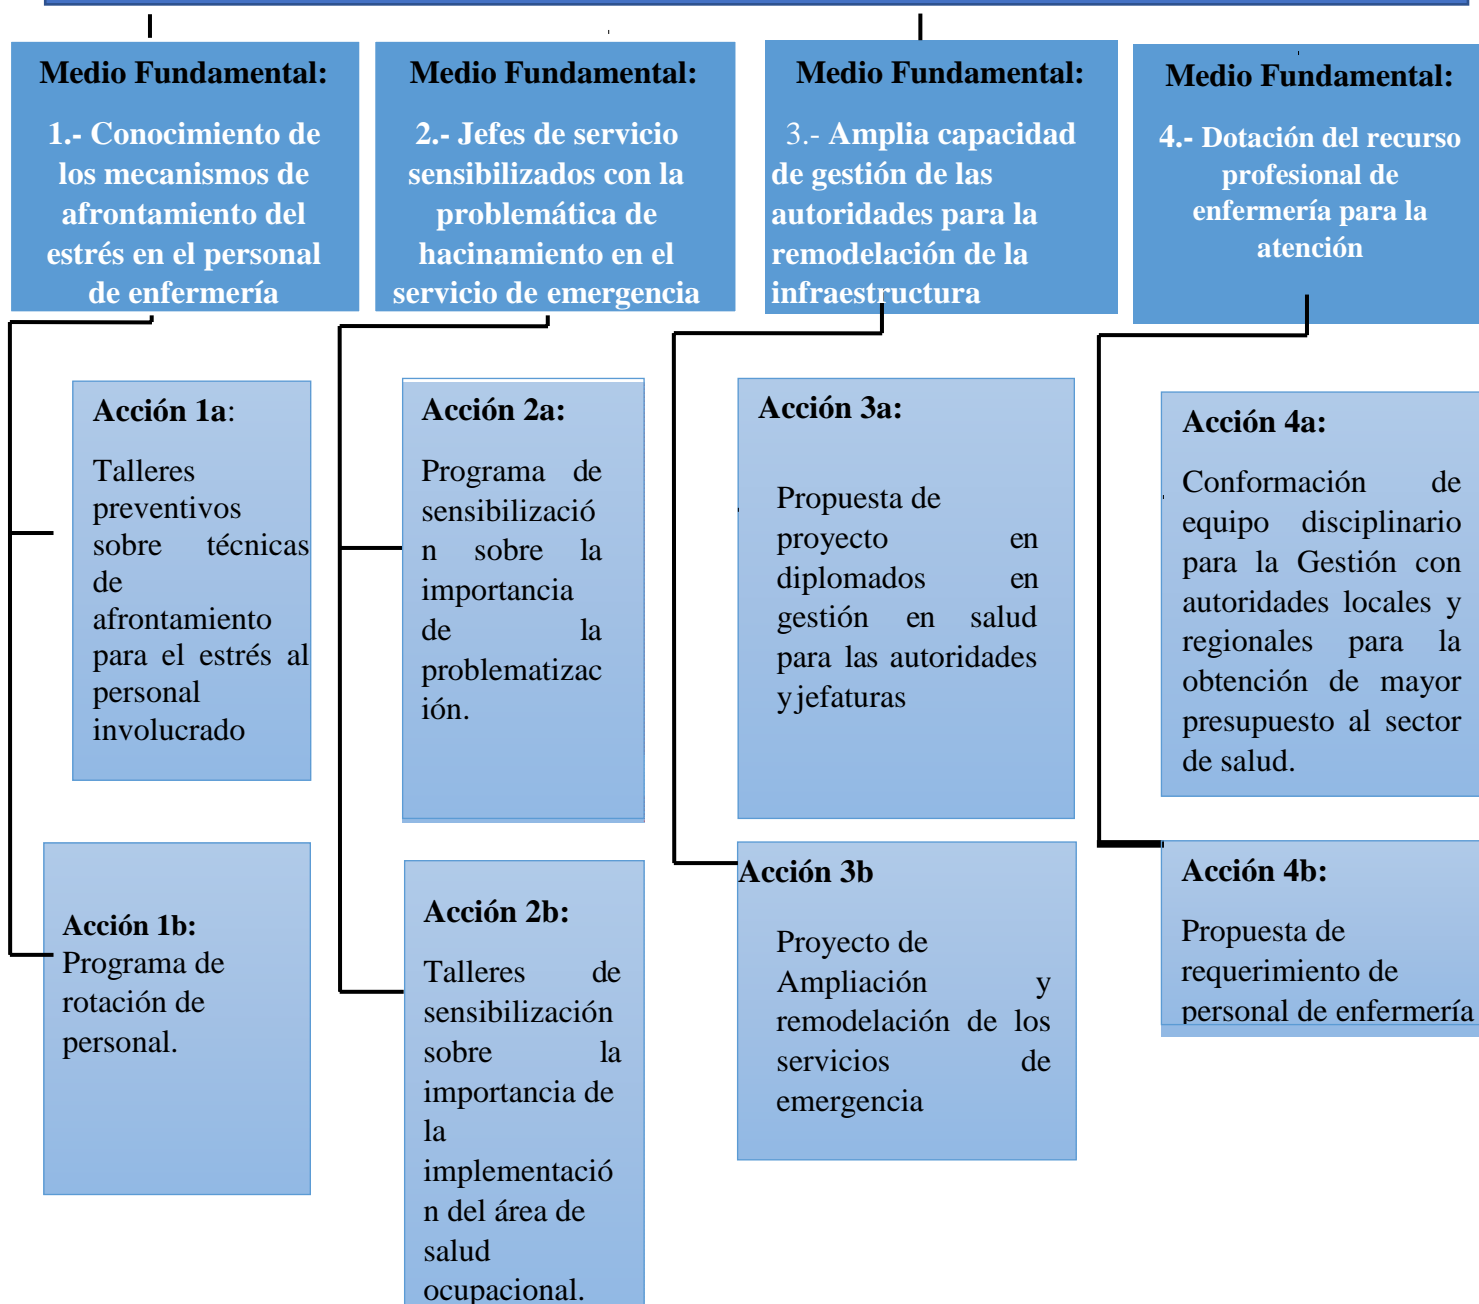 Medio Fundamental:
1.- Conocimiento de
los mecanismos de
afrontamiento del
estrés en el personal
de enfermería
Medio Fundamental:
2.- Jefes de servicio
sensibilizados con la
problemática de
hacinamiento en el
servicio de emergencia
Medio Fundamental:
3.- Amplia capacidad
de gestión de las
autoridades para la
remodelación de la
infraestructura
Medio Fundamental:
4.- Dotación del recurso
profesional de
enfermería para la
atención
Acción 1a:
Talleres
preventivos
sobre técnicas
de
afrontamiento
para el estrés al
personal
involucrado
Acción 2a:
Programa de
sensibilizació
n sobre la
importancia
de la
problematizac
ión.
Acción 3a:
Propuesta de
proyecto en
diplomados en
gestión en salud
para las autoridades
y jefaturas
Acción 4a:
Conformación de
equipo disciplinario
para la Gestión con
autoridades locales y
regionales para la
obtención de mayor
presupuesto al sector
de salud.
Acción 1b:
Programa de
rotación de
personal.
Acción 2b:
Talleres de
sensibilización
sobre la
importancia de
la
implementació
n del área de
salud
ocupacional.
Acción 3b
Proyecto de
Ampliación y
remodelación de los
servicios de
emergencia
Acción 4b:
Propuesta de
requerimiento de
personal de enfermería